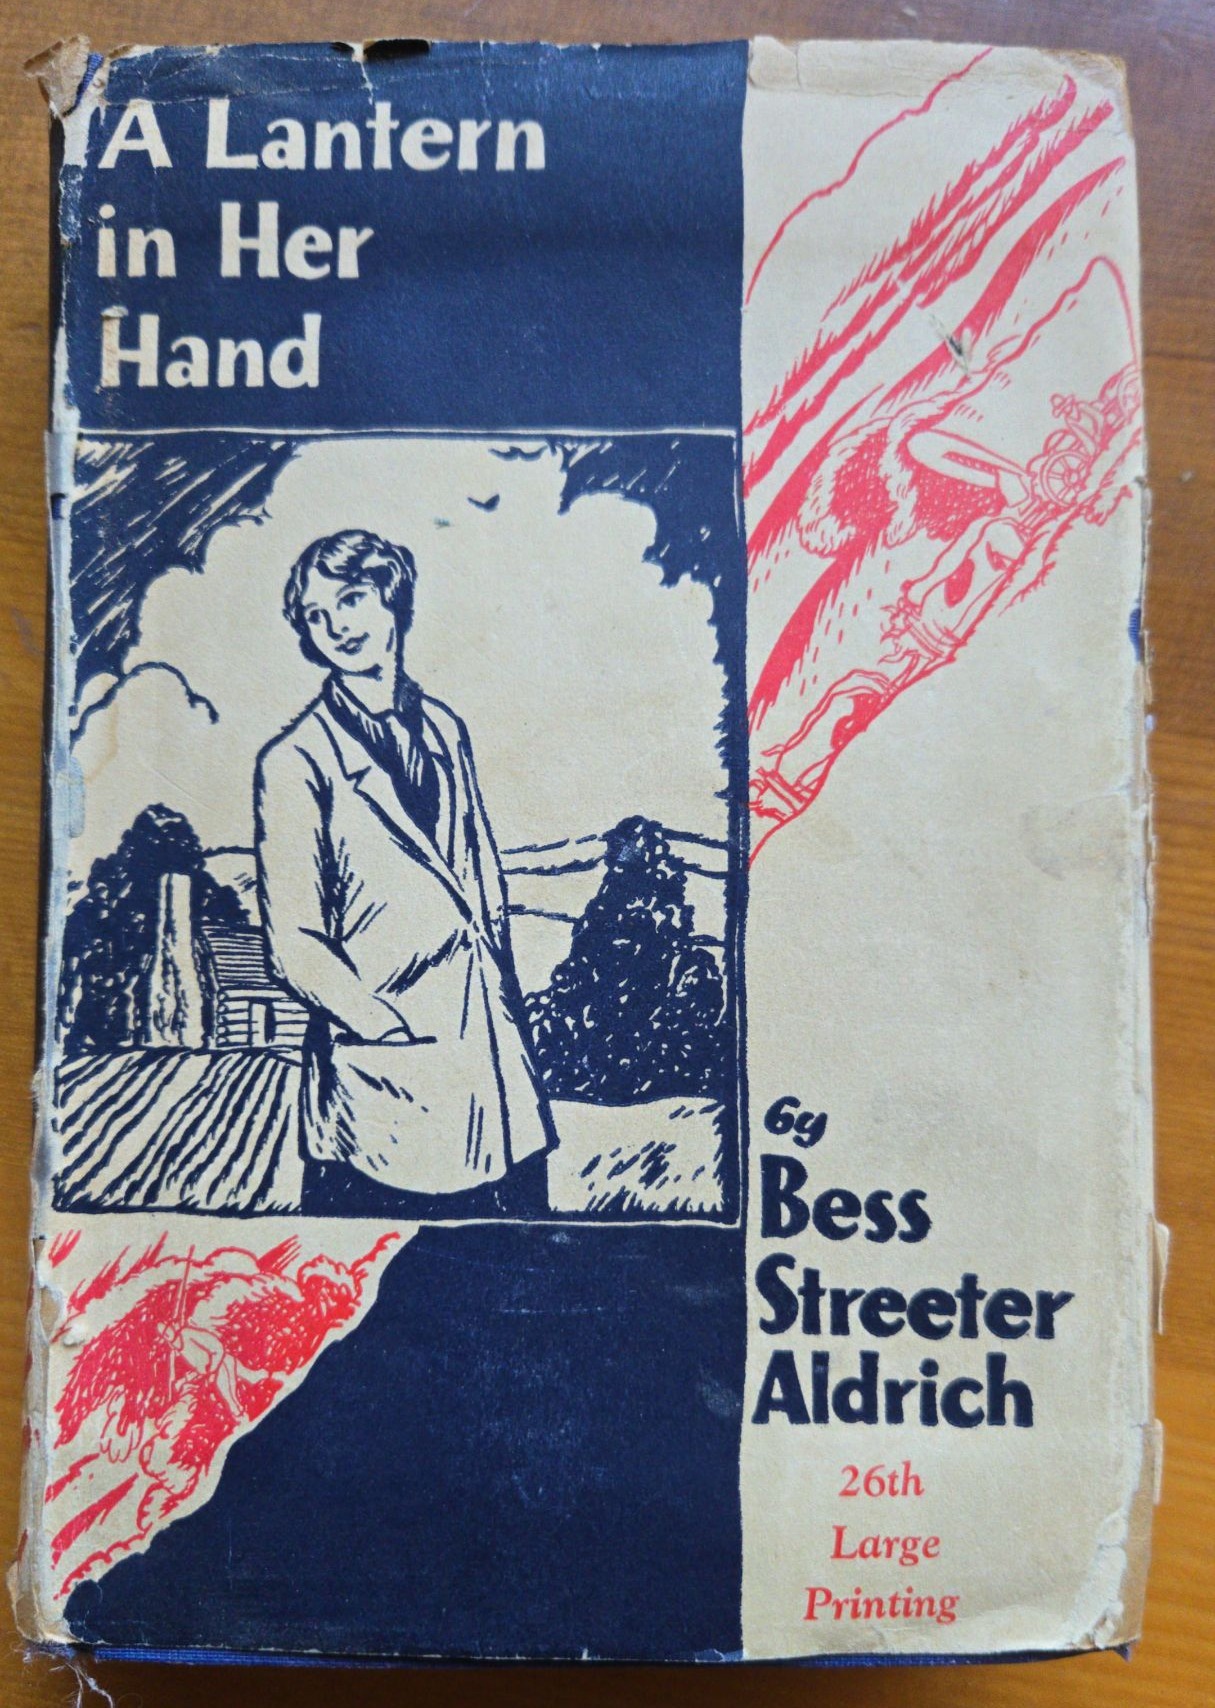 A Lantern
in Her
Hand
by
Bess
Streeter
Aldrich
26th
Large
Printing